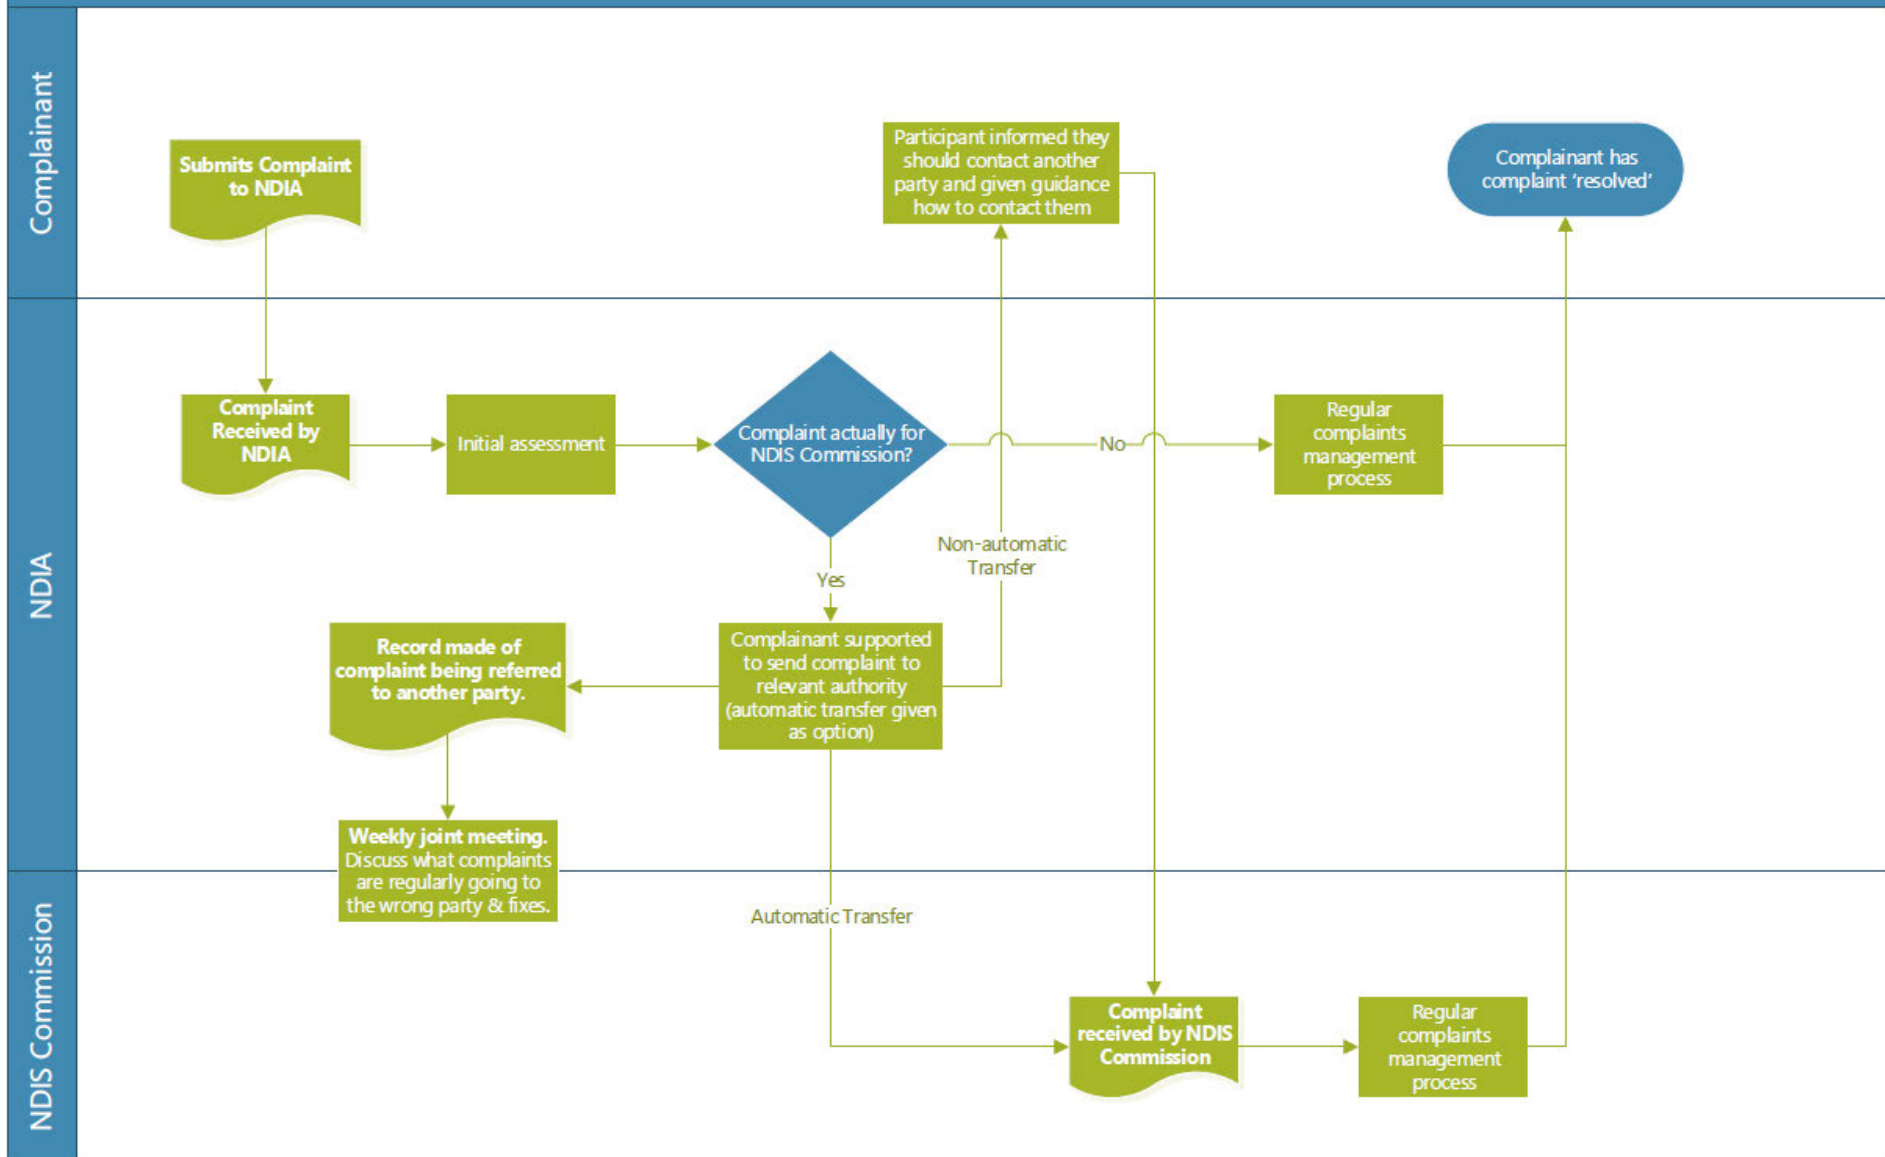 Complainant
Submits Complaint
to NDIA
Participant informed they
should contact another
party and given guidance
how to contact them
Complainant has
complaint ‘resolved’
NDIA
Complaint
Received by
NDIA
Initial assessment
Complaint actually for
NDIS Commission?
No
Regular
complaints
management
process
Non-automatic
Transfer
Yes
Record made of
complaint being referred
to another party.
Complainant supported
to send complaint to
relevant authority
(automatic transfer given
as option)
Weekly joint meeting.
Discuss what complaints
are regularly going to
the wrong party & fixes.
NDIS Commission
Automatic Transfer
Complaint
received by NDIS
Commission
Regular
complaints
management
process